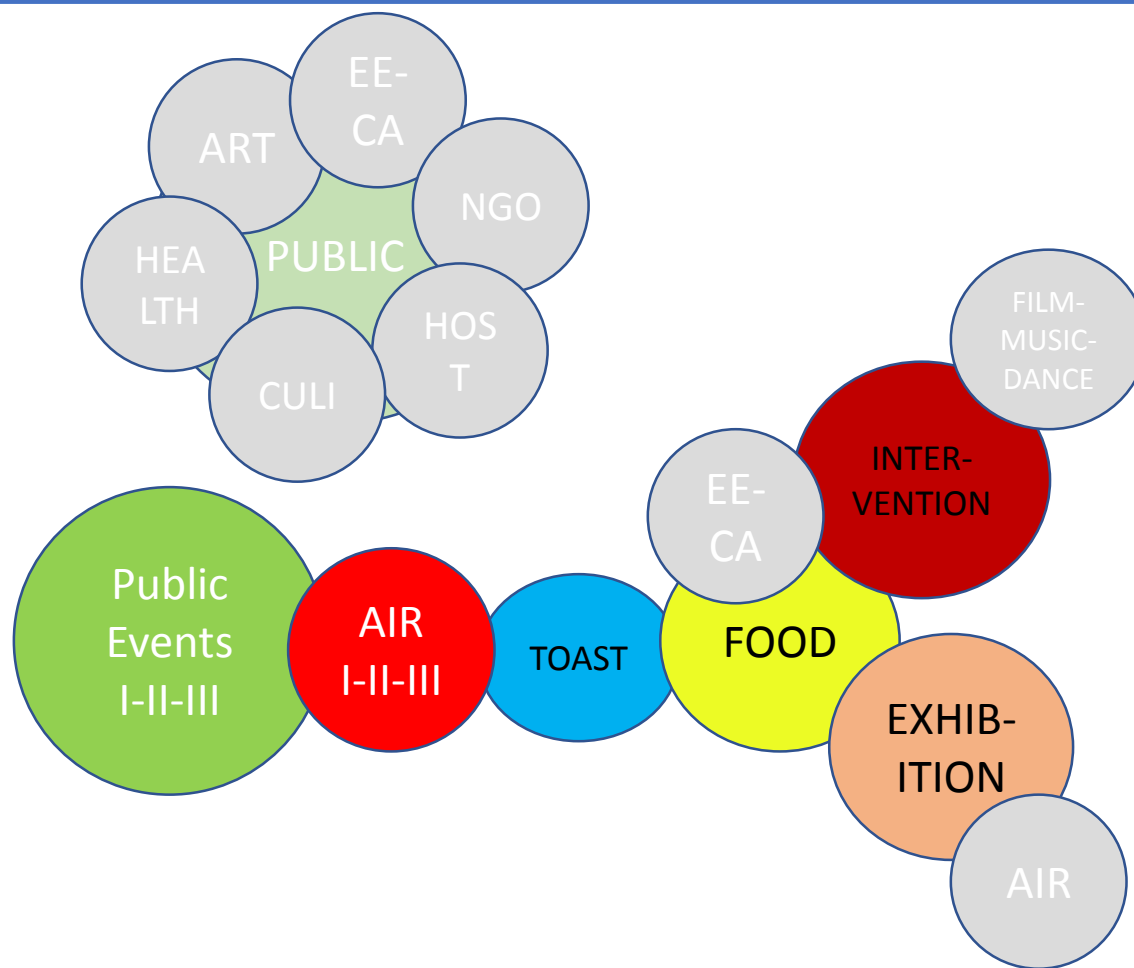 EE-
CA
ART
NGO
PUBLIC
HEA
LTH
HOS
T
CULI
FILM-
MUSIC-
DANCE
INTER-
VENTION
EE-
CA
Public
Events
I-II-III
AIR
I-II-III
TOAST
FOOD
EXHIB-
ITION
AIR